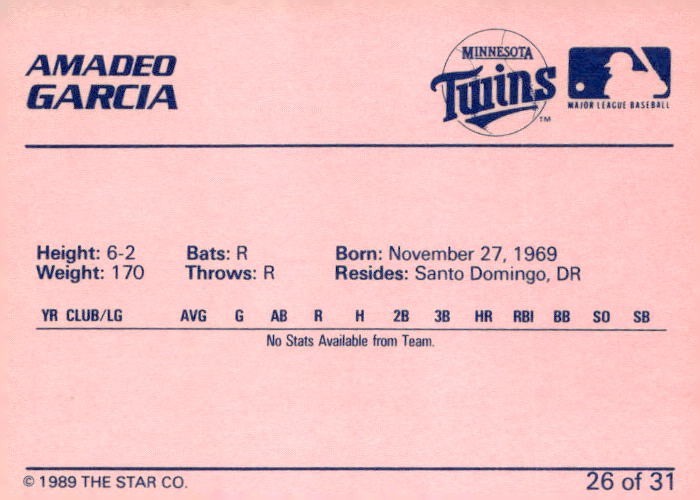 AMADEO
GARCIA
MINNESOTA
Twins
TM
MAJOR LEAGUE BASEBALL
Height: 6-2 Bats: R Born: November 27, 1969
Weight: 170 Throws: R Resides: Santo Domingo, DR
YR CLUB/LG AVG G AB R H 2B 3B HR RBI BB SO SB
No Stats Available from Team.
© 1989 THE STAR CO. 26 of 31